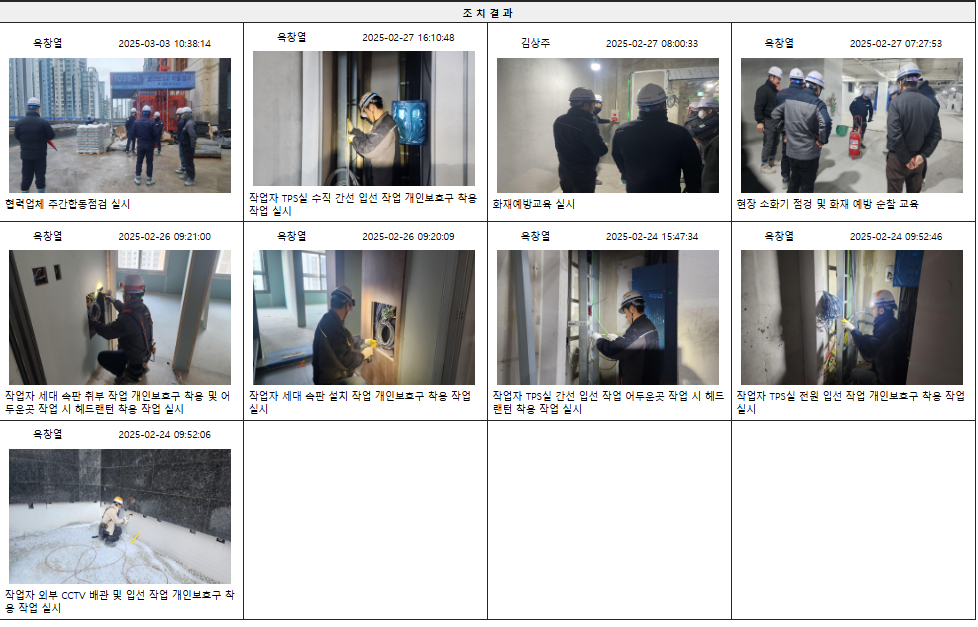 조 치 결 과
옥창열 2025-03-03 10:38:14
협력업체 주간합동점검 실시
옥창열 2025-02-27 16:10:48
작업자 TPS실 수직 간선 입선 작업 개인보호구 착용
작업 실시
김상주 2025-02-27 08:00:33
화재예방교육 실시
옥창열 2025-02-27 07:27:53
현장 소화기 점검 및 화재 예방 순찰 교육
옥창열 2025-02-26 09:21:00
작업자 세대 속판 취부 작업 개인보호구 착용 및 어
두운곳 작업 시 헤드랜턴 착용 작업 실시
옥창열 2025-02-26 09:20:09
작업자 세대 속판 설치 작업 개인보호구 착용 작업
실시
옥창열 2025-02-24 15:47:34
작업자 TPS실 간선 입선 작업 어두운곳 작업 시 헤드
랜턴 착용 작업 실시
옥창열 2025-02-24 09:52:46
작업자 TPS실 전원 입선 작업 개인보호구 착용 작업
실시
옥창열 2025-02-24 09:52:06
작업자 외부 CCTV 배관 및 입선 작업 개인보호구 착
용 작업 실시